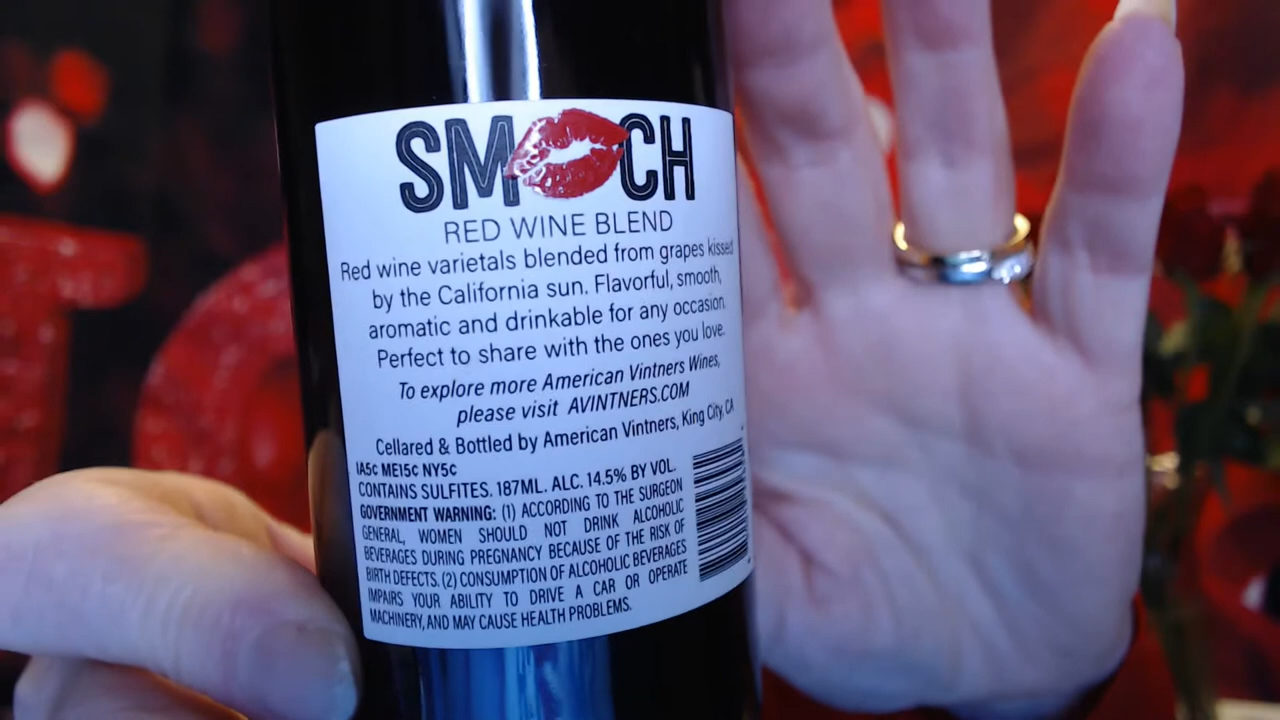 SMOOCH
RED WINE BLEND
Red wine varietals blended from grapes kissed
by the California sun. Flavorful, smooth,
aromatic and drinkable for any occasion.
Perfect to share with the ones you love.
To explore more American Vintners Wines,
please visit AVINTNERS.COM
Cellared & Bottled by American Vintners, King City, CA
IA5c ME15c NY5c
CONTAINS SULFITES. 187ML. ALC. 14.5% BY VOL.
GOVERNMENT WARNING: (1) ACCORDING TO THE SURGEON
GENERAL, WOMEN SHOULD NOT DRINK ALCOHOLIC
BEVERAGES DURING PREGNANCY BECAUSE OF THE RISK OF
BIRTH DEFECTS. (2) CONSUMPTION OF ALCOHOLIC BEVERAGES
IMPAIRS YOUR ABILITY TO DRIVE A CAR OR OPERATE
MACHINERY, AND MAY CAUSE HEALTH PROBLEMS.